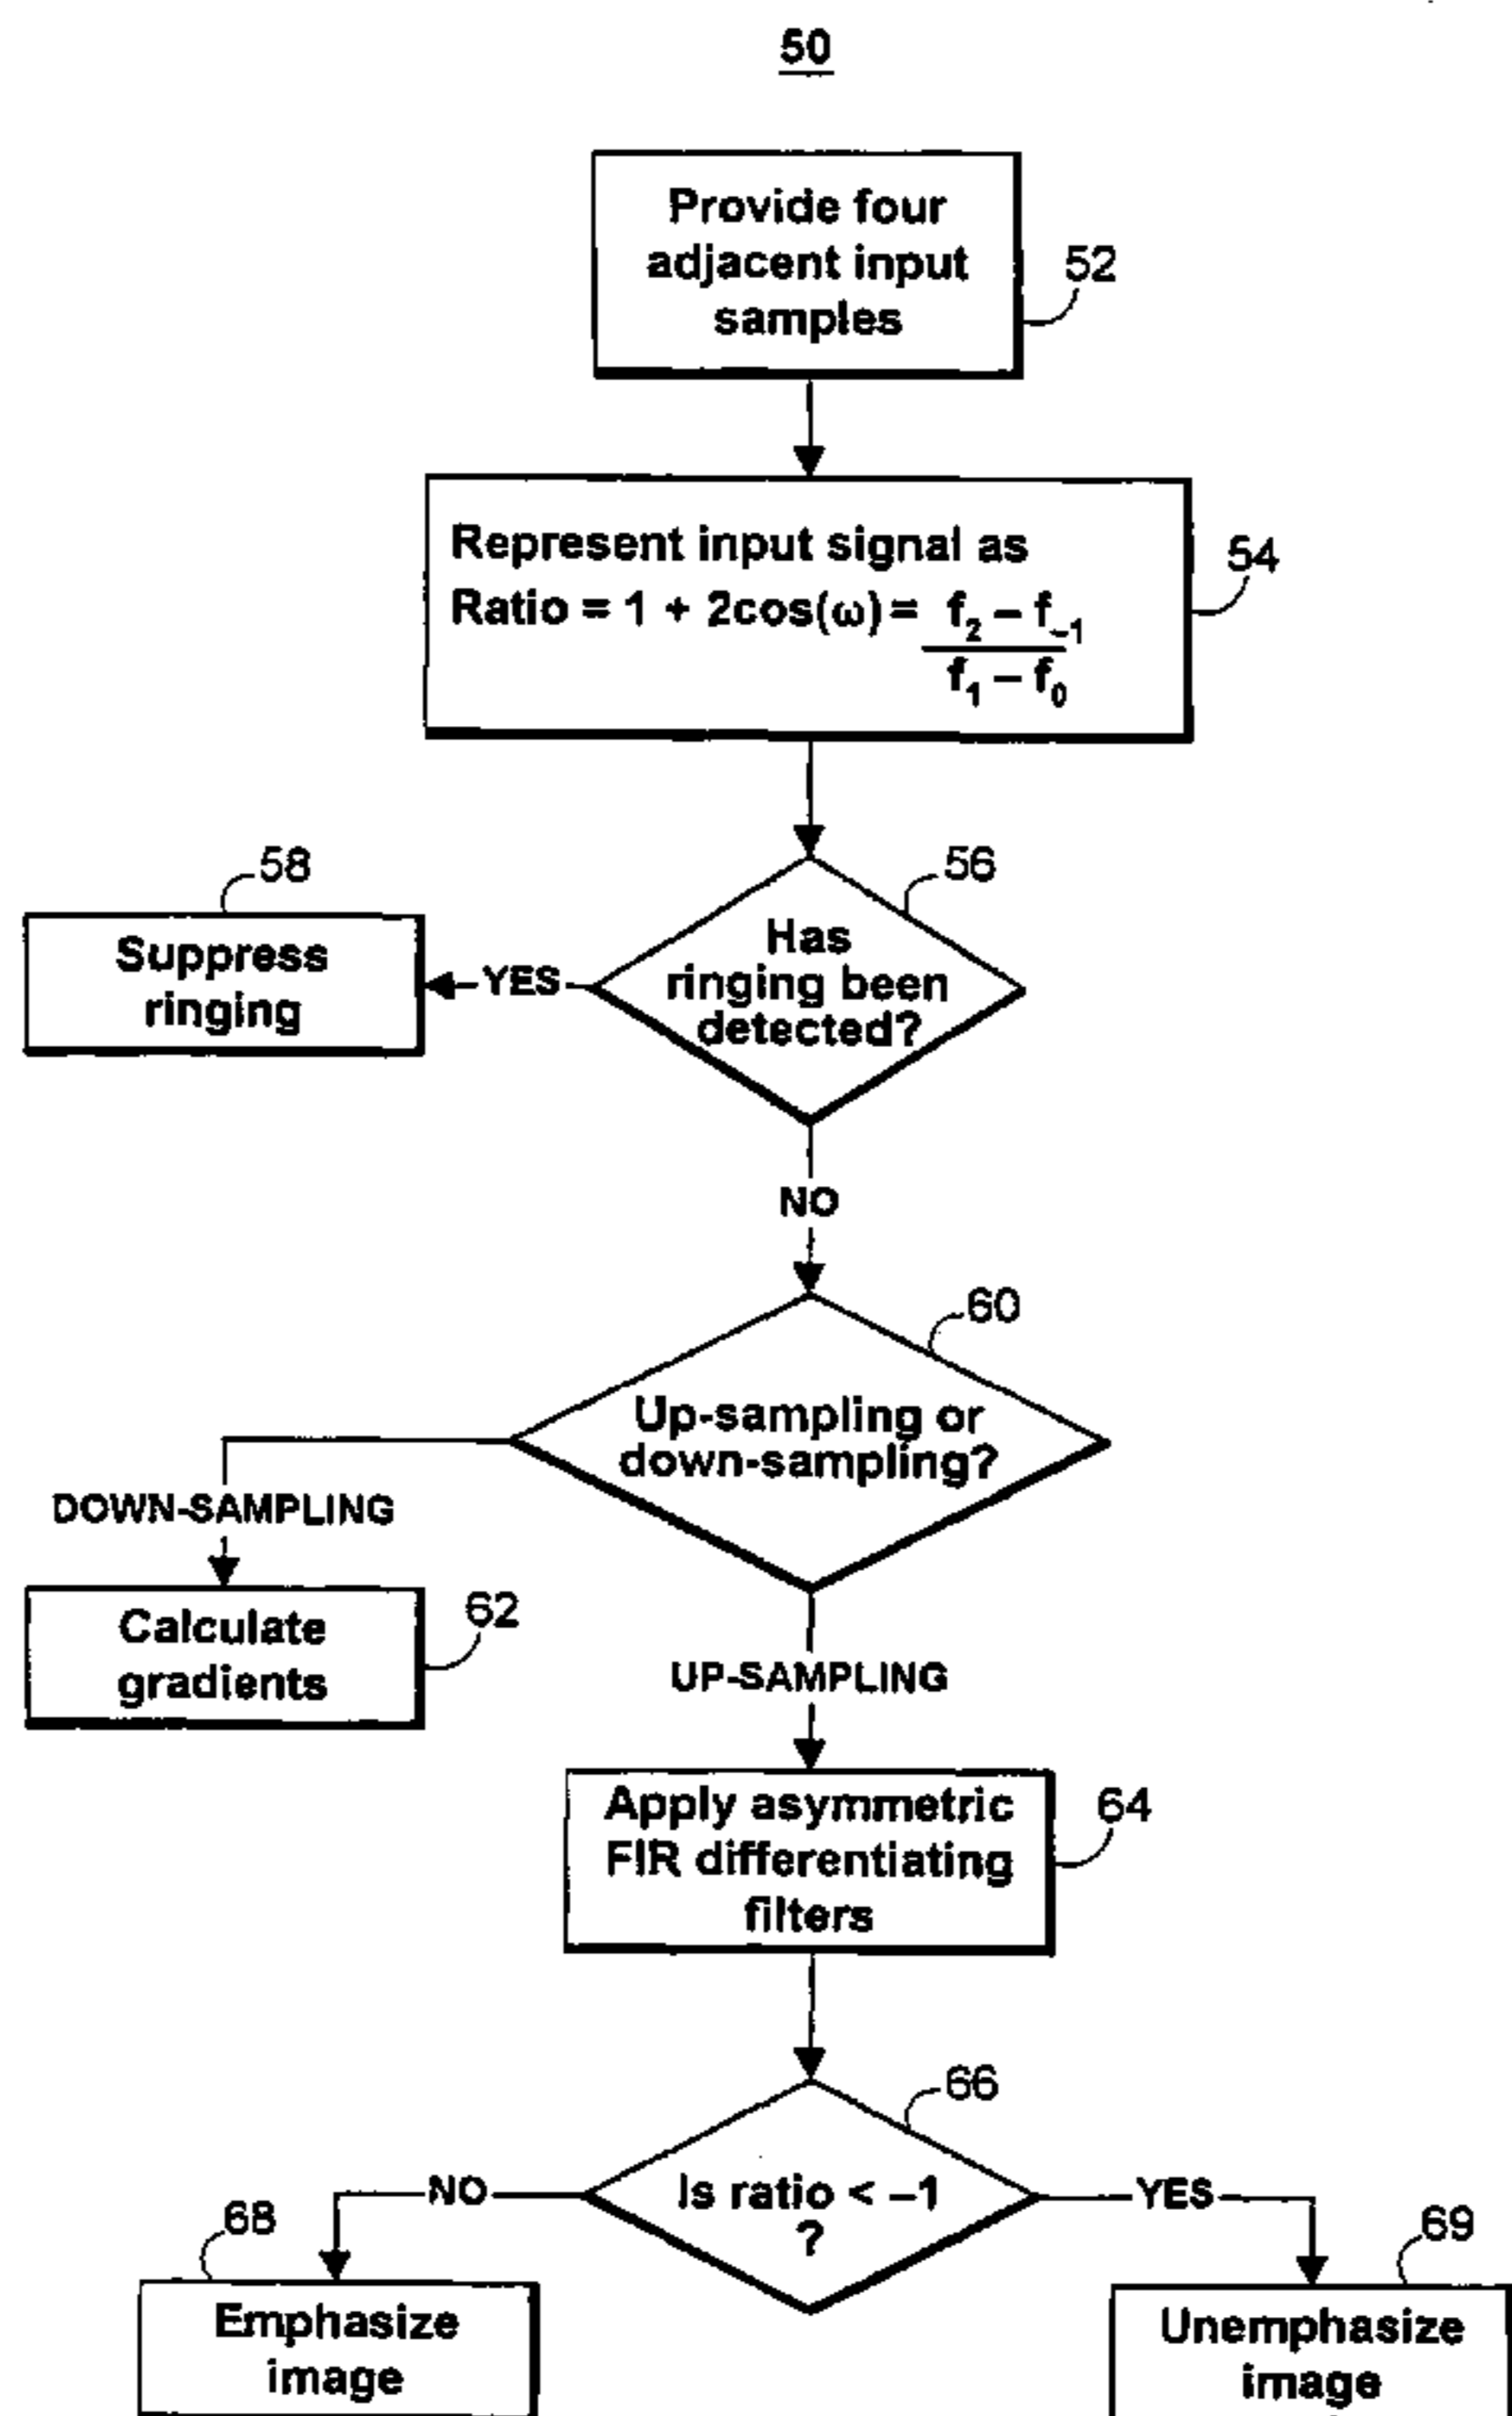 50
Provide four
adjacent input
samples
52
Represent input signal as
Ratio = 1 + 2cos(ω) = f₂ – f₋₁
f₁ – f₀
54
58
56
Suppress
ringing
YES
Has
ringing been
detected?
NO
60
Up-sampling or
down-sampling?
DOWN-SAMPLING
Calculate
gradients
62
UP-SAMPLING
Apply asymmetric
FIR differentiating
filters
64
66
NO
Is ratio < –1
?
YES
68
69
Emphasize
image
Unemphasize
image